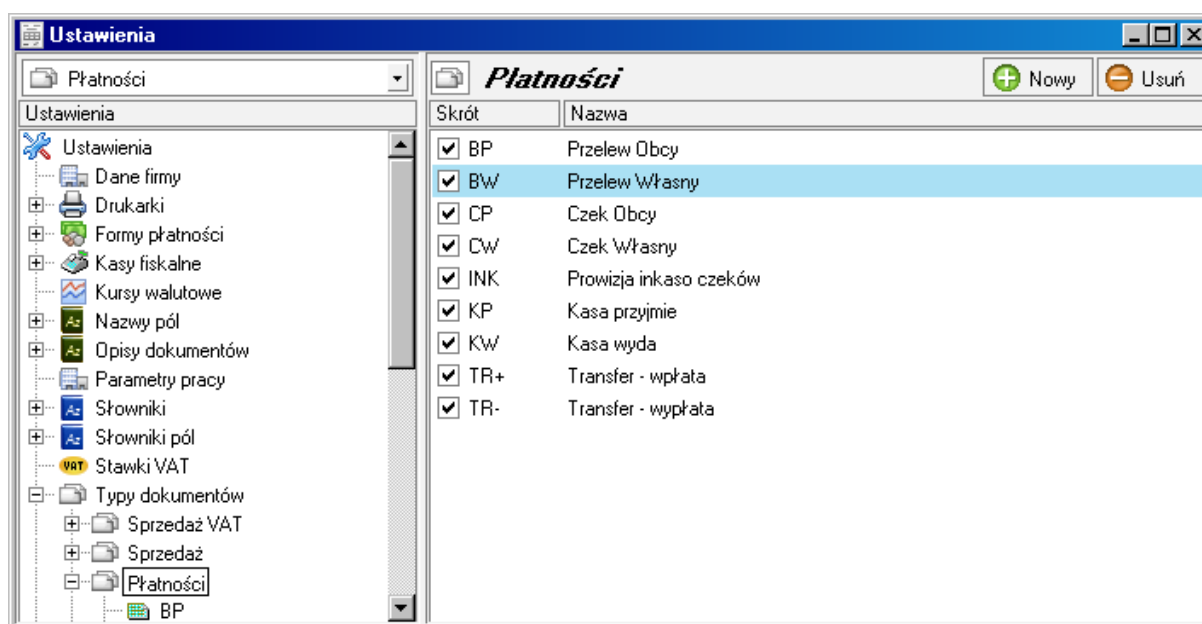 Ustawienia
Płatności
Płatności
Nowy
Usuń
Ustawienia
Skrót Nazwa
Ustawienia
Dane firmy
Drukarki
Formy płatności
Kasy fiskalne
Kursy walutowe
Nazwy pól
Opisy dokumentów
Parametry pracy
Słowniki
Słowniki pól
VAT Stawki VAT
Typy dokumentów
Sprzedaż VAT
Sprzedaż
Płatności
BP
BP Przelew Obcy
BW Przelew Własny
CP Czek Obcy
CW Czek Własny
INK Prowizja inkaso czeków
KP Kasa przyjmie
KW Kasa wyda
TR+ Transfer - wpłata
TR- Transfer - wypłata